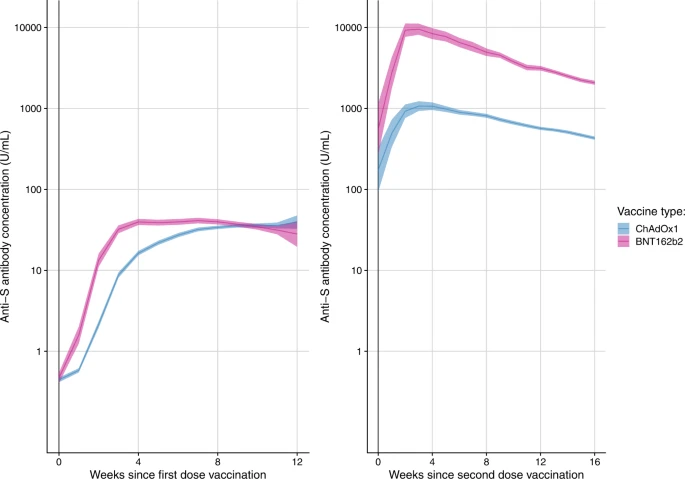 10000
1000
100
10
1
Anti−S antibody concentration (U/mL)
0
4
8
12
Weeks since first dose vaccination
10000
1000
100
10
1
Anti−S antibody concentration (U/mL)
0
4
8
12
16
Weeks since second dose vaccination
Vaccine type:
ChAdOx1
BNT162b2